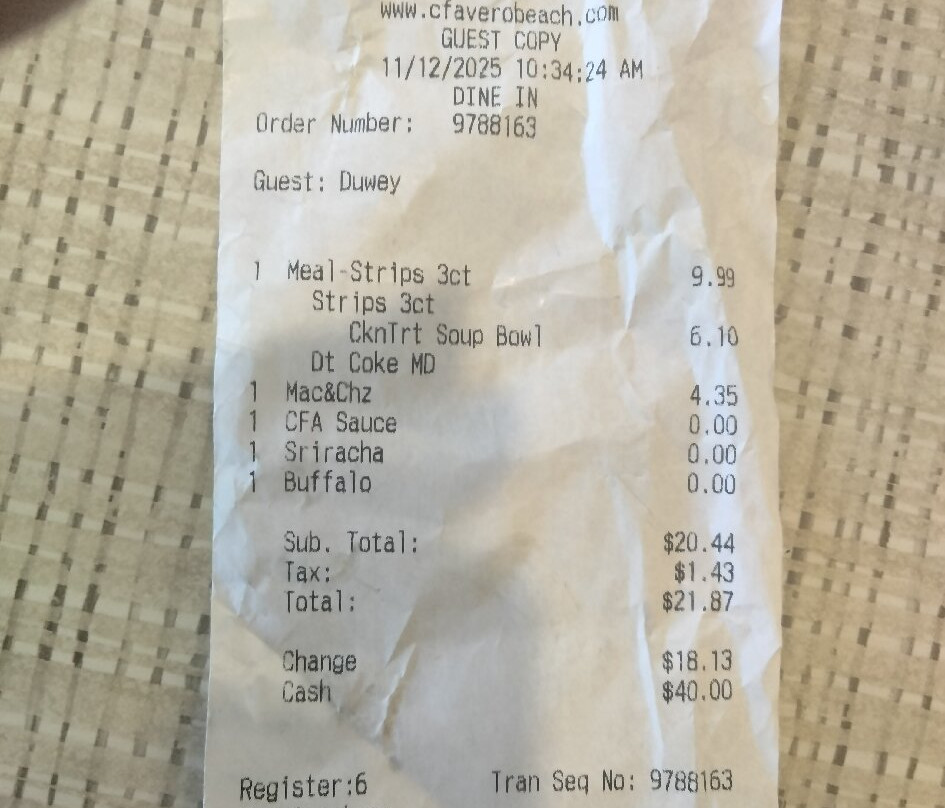 www.cfaverobeach.com
GUEST COPY
11/12/2025 10:34:24 AM
DINE IN
Order Number: 9788163
Guest: Duwey
1 Meal-Strips 3ct 9.99
Strips 3ct
CknTrt Soup Bowl 6.10
Dt Coke MD
1 Mac&Chz 4.35
1 CFA Sauce 0.00
1 Sriracha 0.00
1 Buffalo 0.00
Sub. Total: $20.44
Tax: $1.43
Total: $21.87
Change $18.13
Cash $40.00
Register:6 Tran Seq No: 9788163